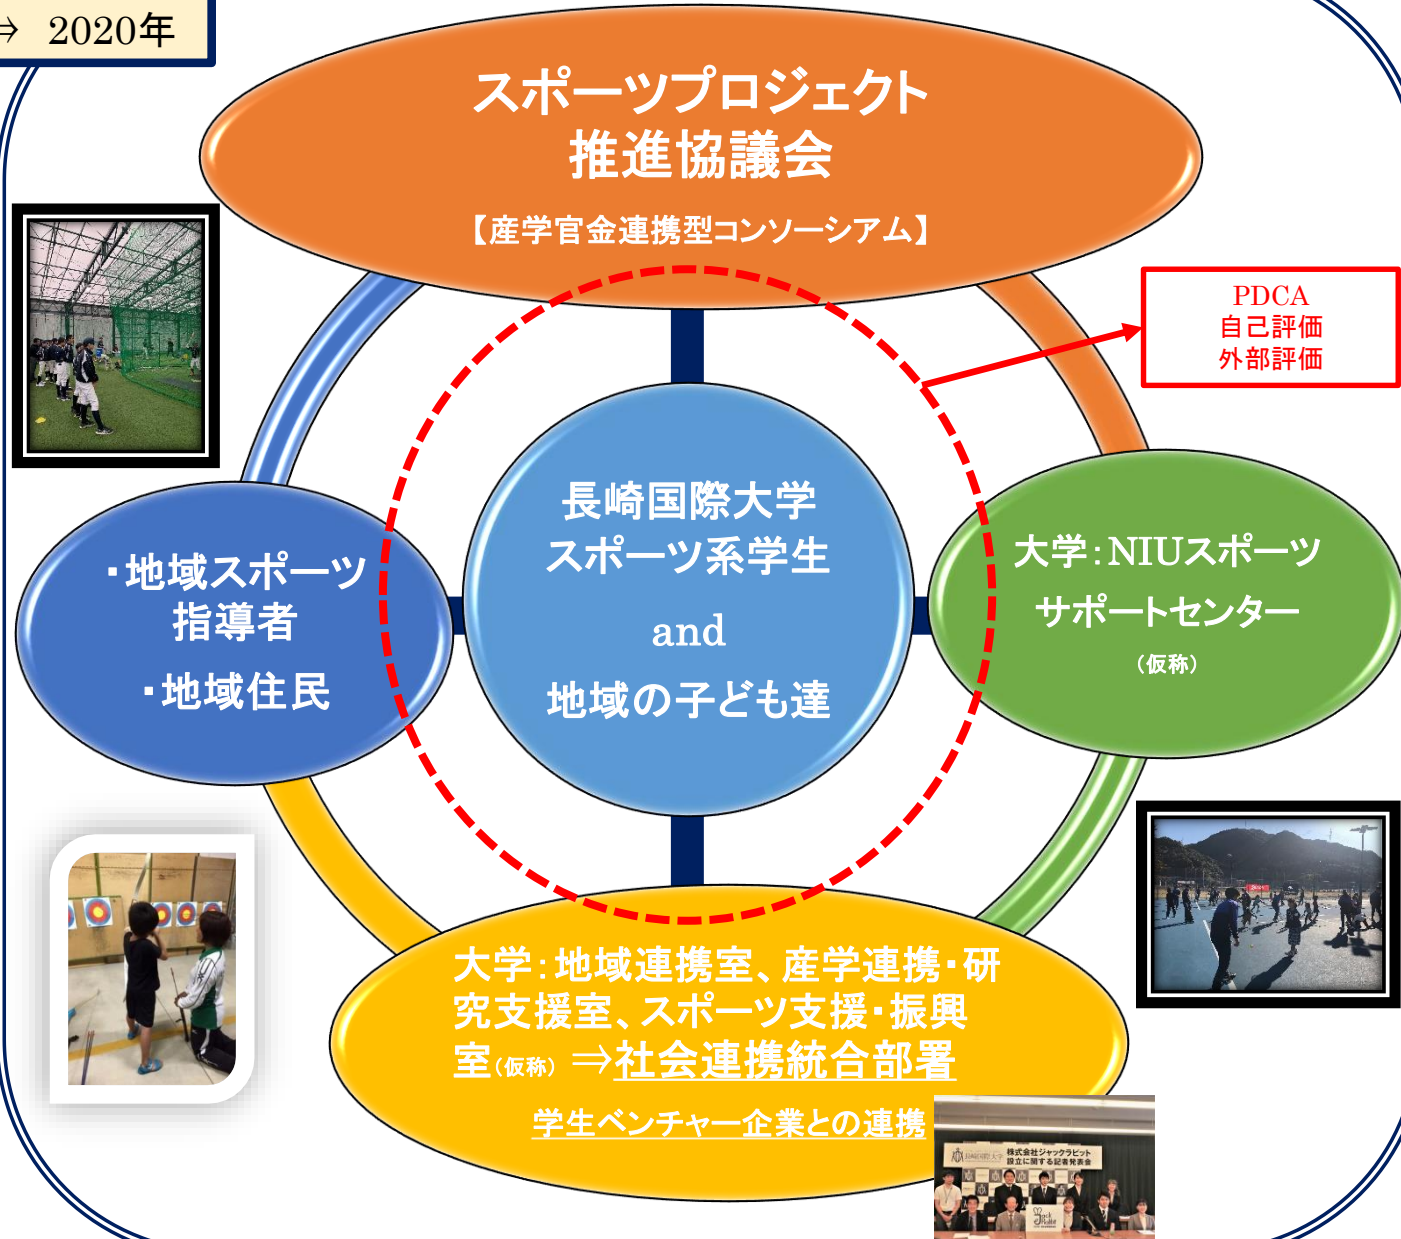 ⇒ 2020年
スポーツプロジェクト
推進協議会
【産学官金連携型コンソーシアム】
PDCA
自己評価
外部評価
長崎国際大学
スポーツ系学生
and
地域の子ども達
・地域スポーツ
指導者
・地域住民
大学：NIUスポーツ
サポートセンター
（仮称）
大学：地域連携室、産学連携・研
究支援室、スポーツ支援・振興
室（仮称）⇒社会連携統合部署
学生ベンチャー企業との連携
長崎国際大学
株式会社ジャックラビット
設立に関する記者発表会
Jack
Rabbit